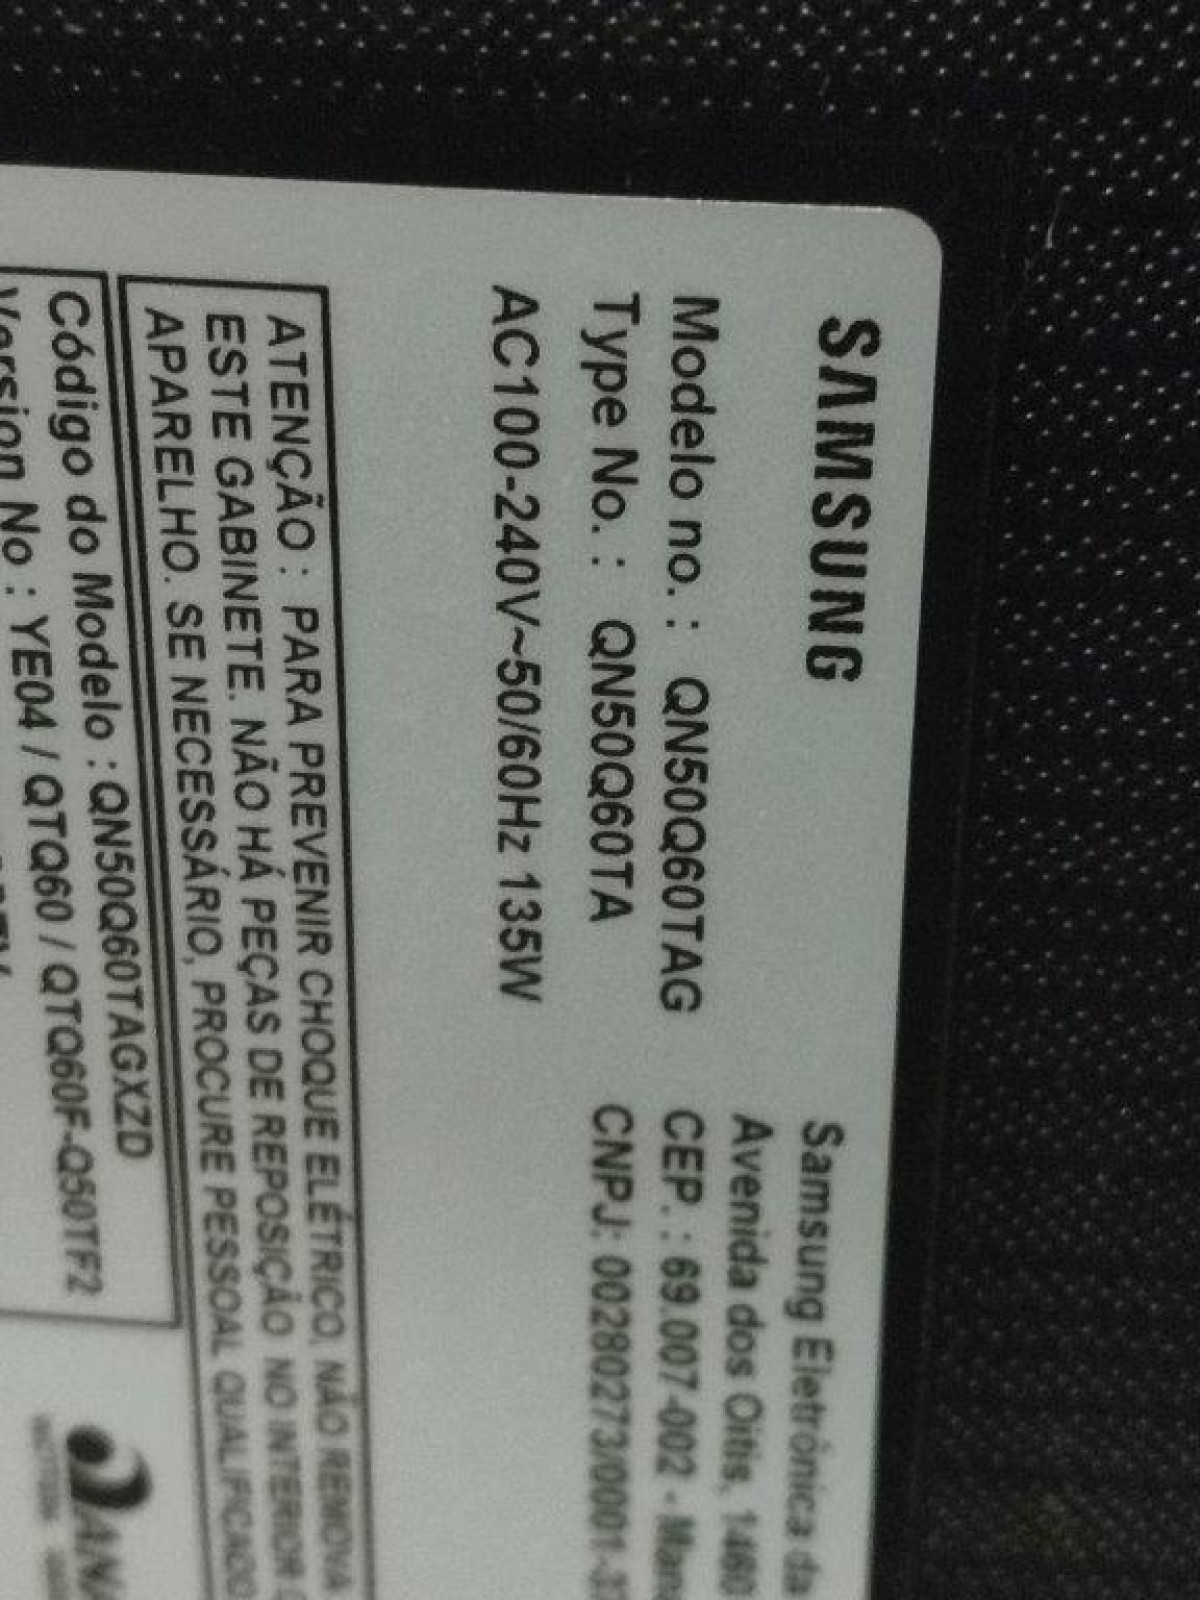 SAMSUNG
Modelo no. : QN50Q60TAG
Type No. : QN50Q60TA
AC100-240V~50/60Hz 135W
Samsung Eletrônica da
Avenida dos Oitis, 1460
CEP. : 69.007-002 -
CNPJ: 00280273/0001-
ATENÇÃO : PARA PREVENIR CHOQUE ELÉTRICO, NÃO REMOVA
ESTE GABINETE. NÃO HÁ PEÇAS DE REPOSIÇÃO NO INTERIOR
APARELHO. SE NECESSÁRIO, PROCURE PESSOAL QUALIFICADO
Código do Modelo : QN50Q60TAGXZD
Version No : YE04 / QTQ60 / QTQ60F-Q50TF2